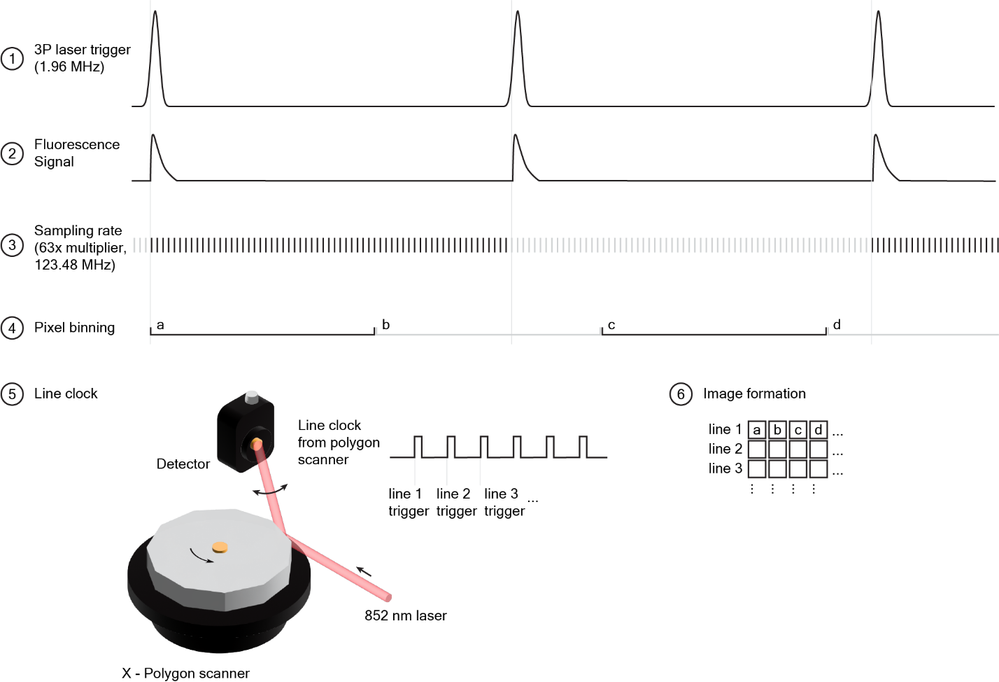 1
3P laser trigger
(1.96 MHz)
2
Fluorescence
Signal
3
Sampling rate
(63x multiplier,
123.48 MHz)
4
Pixel binning
a
b
c
d
5
Line clock
Detector
Line clock
from polygon
scanner
line 1
trigger
line 2
trigger
line 3
trigger
...
852 nm laser
X - Polygon scanner
6
Image formation
line 1 a b c d ...
line 2 ...
line 3 ...